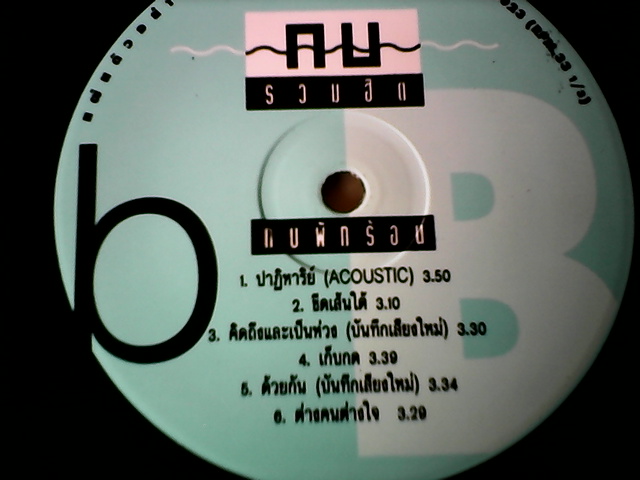 กบ
รวมฮิต
กบพักร้อน
b
B
1. ปาฏิหาริย์ (ACOUSTIC) 3.50
2. ขีดเส้นใต้ 3.10
3. คิดถึงและเป็นห่วง (บันทึกเสียงใหม่) 3.30
4. เก็บกด 3.39
5. ด้วยกัน (บันทึกเสียงใหม่) 3.34
6. ต่างคนต่างใจ 3.29